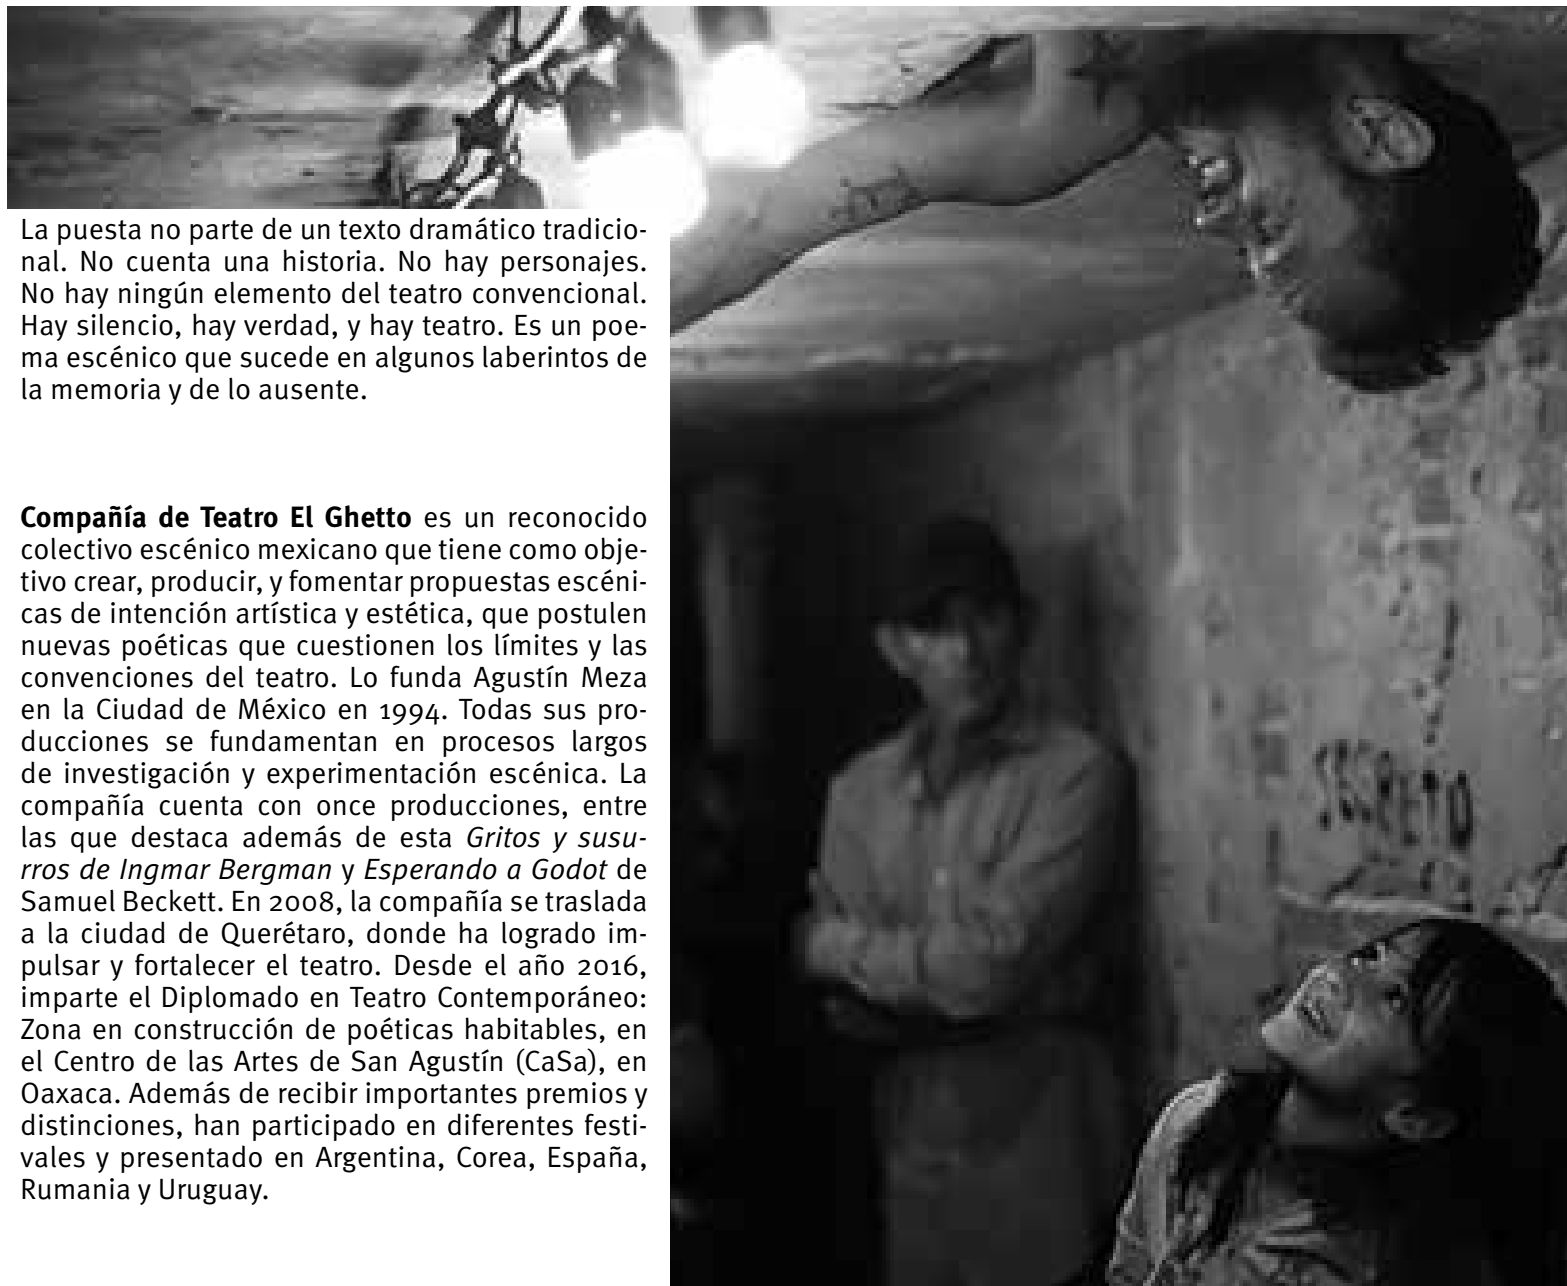 La puesta no parte de un texto dramático tradicio-
nal. No cuenta una historia. No hay personajes.
No hay ningún elemento del teatro convencional.
Hay silencio, hay verdad, y hay teatro. Es un poe-
ma escénico que sucede en algunos laberintos de
la memoria y de lo ausente.
Compañía de Teatro El Ghetto es un reconocido
colectivo escénico mexicano que tiene como obje-
tivo crear, producir, y fomentar propuestas escéni-
cas de intención artística y estética, que postulen
nuevas poéticas que cuestionen los límites y las
convenciones del teatro. Lo funda Agustín Meza
en la Ciudad de México en 1994. Todas sus pro-
ducciones se fundamentan en procesos largos
de investigación y experimentación escénica. La
compañía cuenta con once producciones, entre
las que destaca además de esta Gritos y susu-
rros de Ingmar Bergman y Esperando a Godot de
Samuel Beckett. En 2008, la compañía se traslada
a la ciudad de Querétaro, donde ha logrado im-
pulsar y fortalecer el teatro. Desde el año 2016,
imparte el Diplomado en Teatro Contemporáneo:
Zona en construcción de poéticas habitables, en
el Centro de las Artes de San Agustín (CaSa), en
Oaxaca. Además de recibir importantes premios y
distinciones, han participado en diferentes festi-
vales y presentado en Argentina, Corea, España,
Rumania y Uruguay.